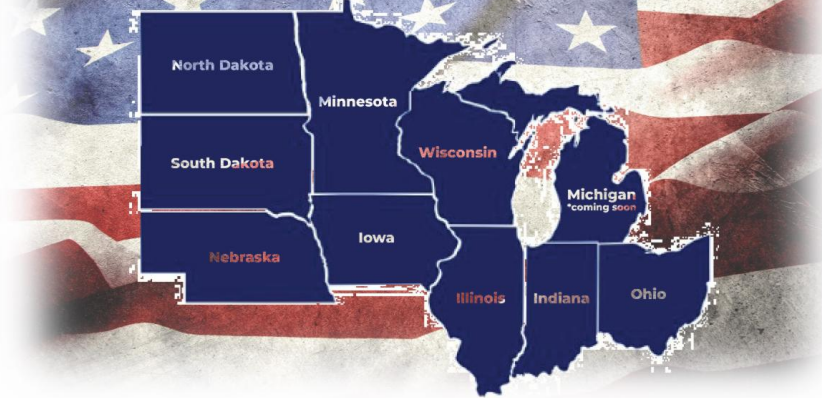 North Dakota
Minnesota
South Dakota
Wisconsin
Michigan
*coming soon
Iowa
Nebraska
Illinois
Indiana
Ohio